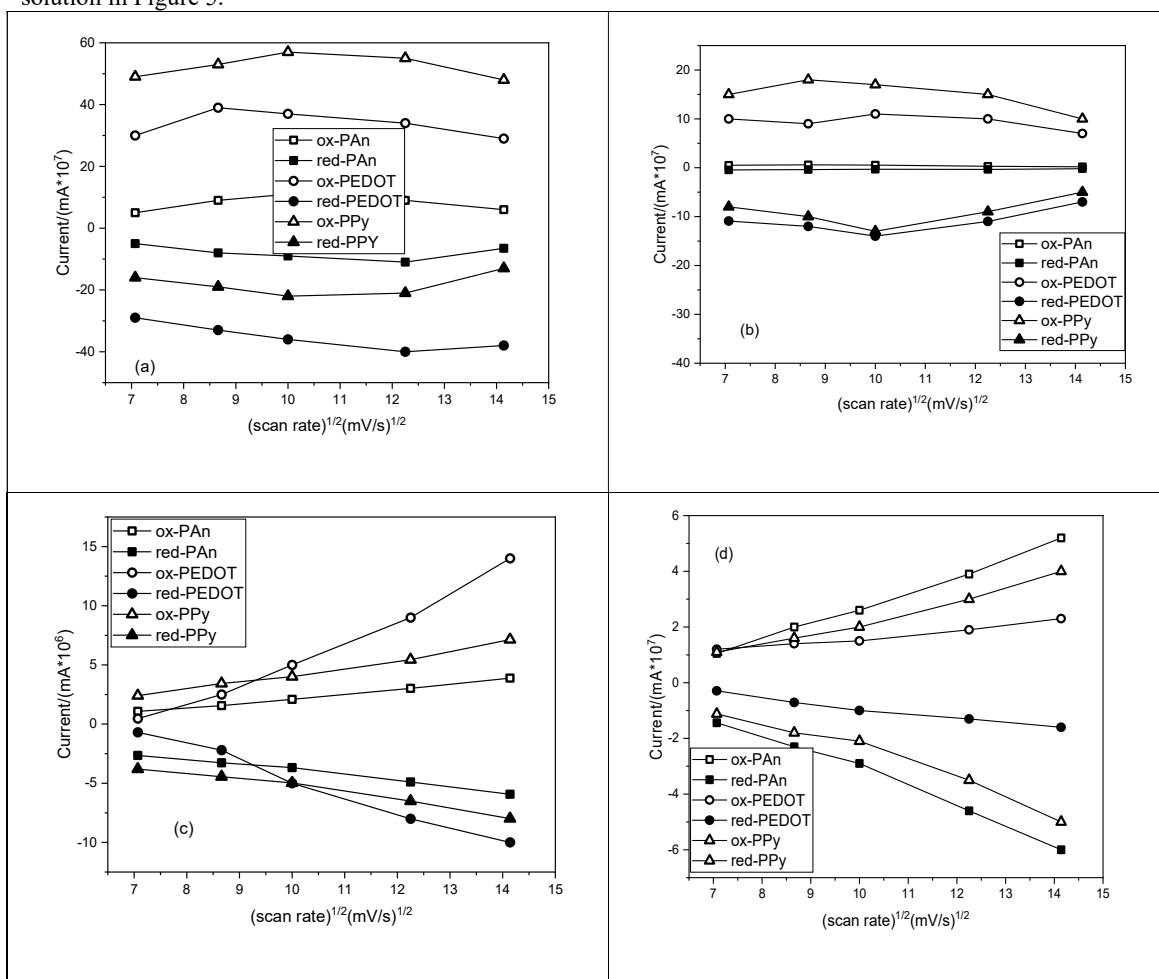 solution in Figure 5.
60
40
20
0
-20
-40
Current/(mA*10⁷)
ox-PAn
red-PAn
ox-PEDOT
red-PEDOT
ox-PPy
red-PPY
(a)
7 8 9 10 11 12 13 14 15
(scan rate)¹/²(mV/s)¹/²
20
10
0
-10
-20
-30
-40
Current/(mA*10⁷)
ox-PAn
red-PAn
ox-PEDOT
red-PEDOT
ox-PPy
red-PPy
(b)
7 8 9 10 11 12 13 14 15
(scan rate)¹/²(mV/s)¹/²
ox-PAn
red-PAn
ox-PEDOT
red-PEDOT
ox-PPy
red-PPy
15
10
5
0
-5
-10
Current/(mA*10⁶)
(c)
7 8 9 10 11 12 13 14 15
(scan rate)¹/²(mV/s)¹/²
6
4
2
0
-2
-4
-6
Current/(mA*10⁷)
(d)
ox-PAn
red-PAn
ox-PEDOT
red-PEDOT
ox-PPy
red-PPy
7 8 9 10 11 12 13 14 15
(scan rate)¹/²(mV/s)¹/²